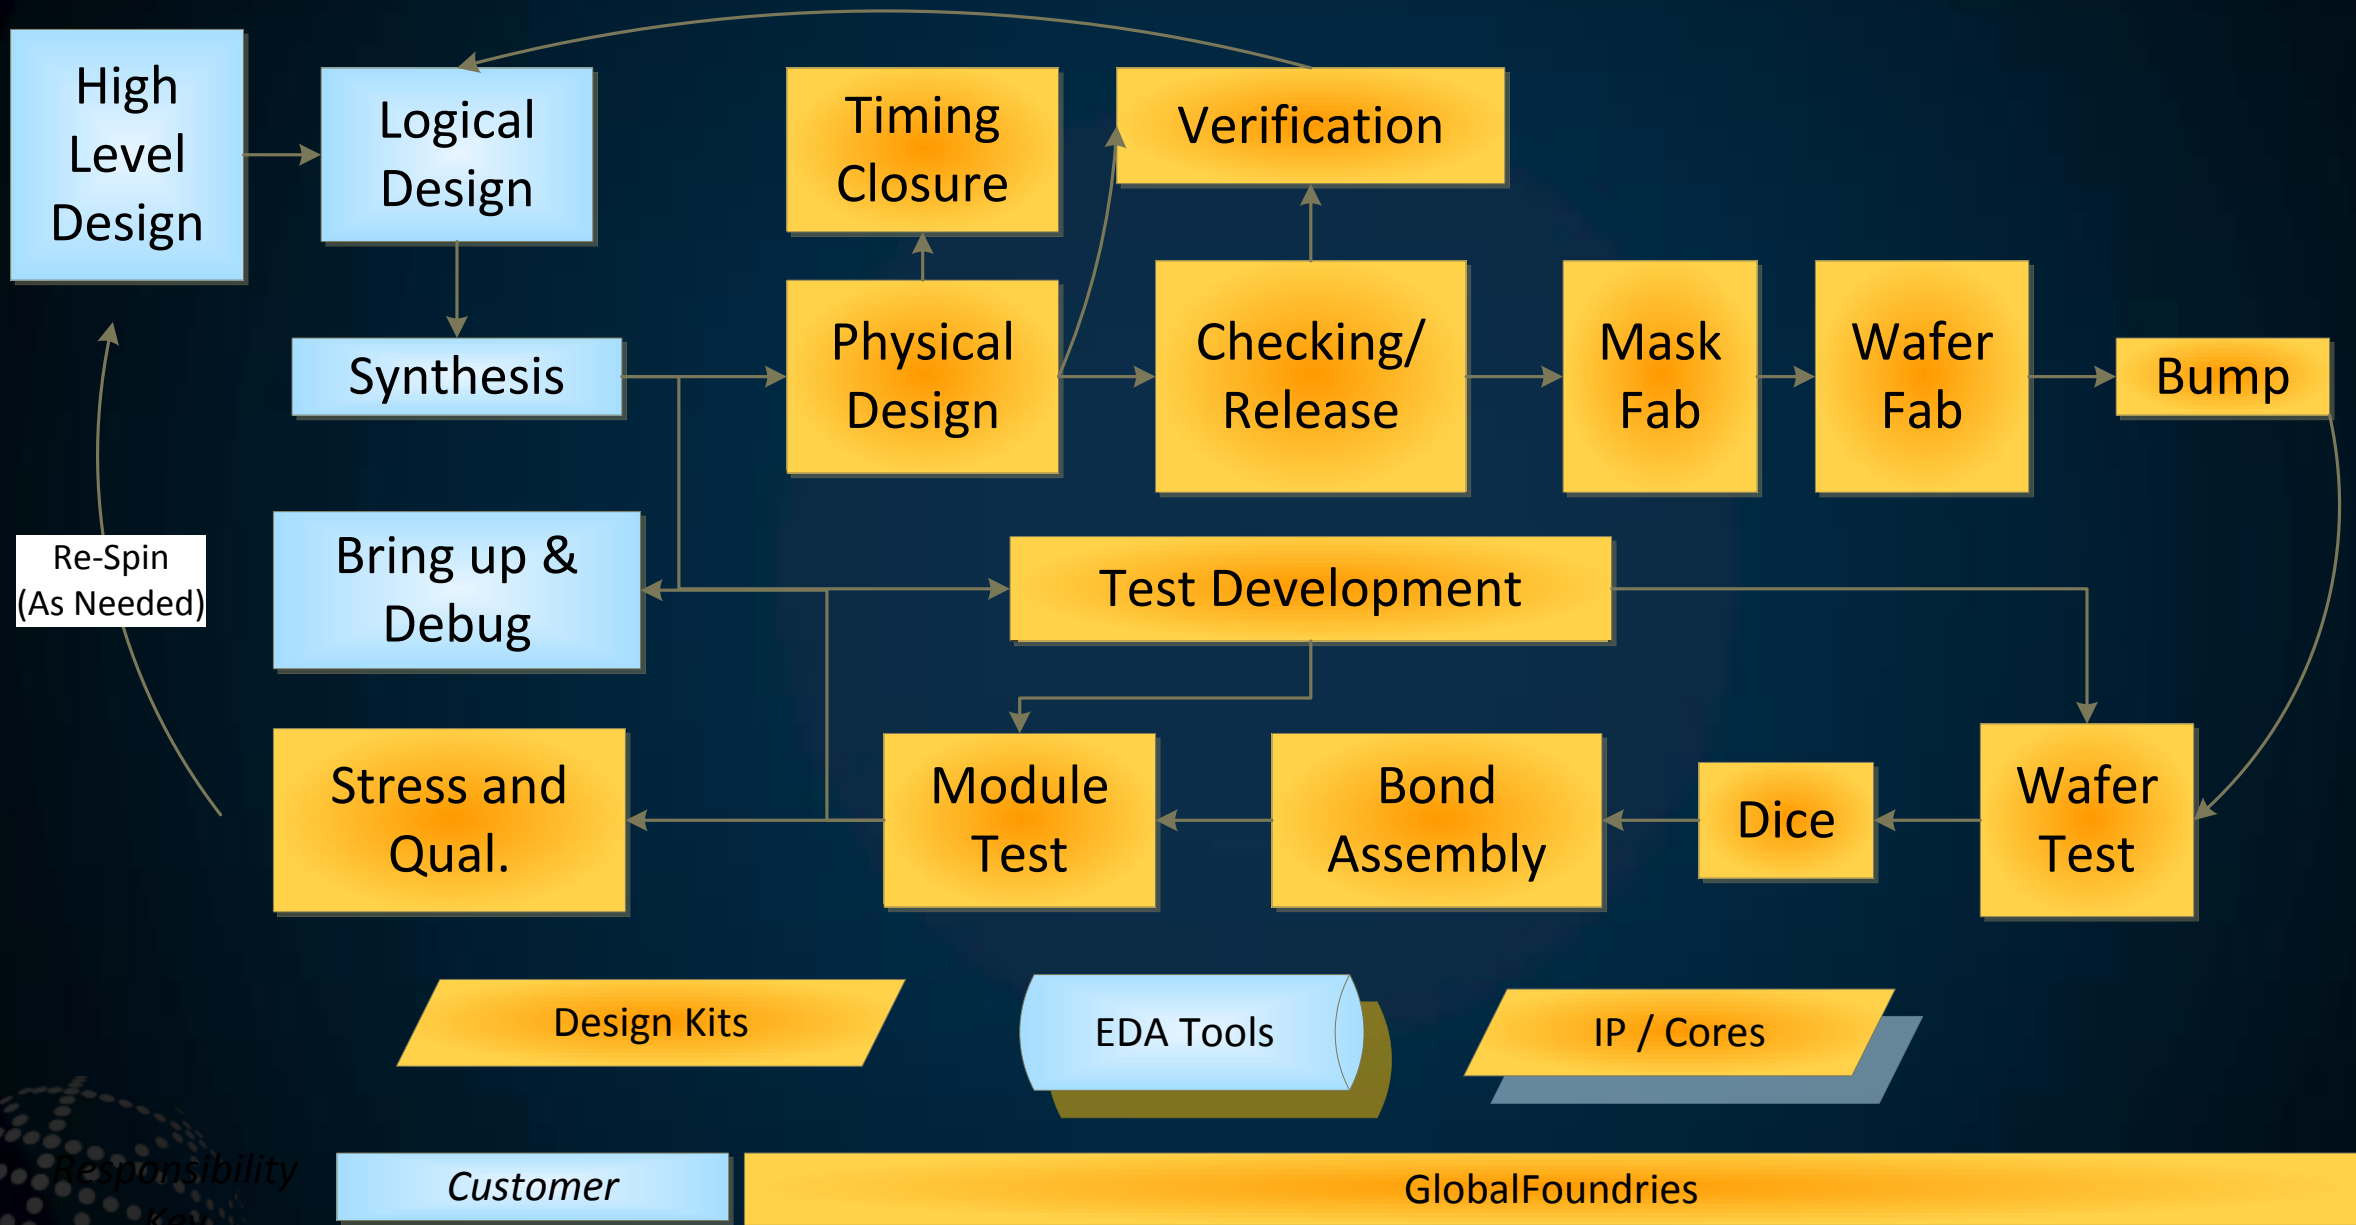 High
Level
Design
Logical
Design
Timing
Closure
Verification
Synthesis
Physical
Design
Checking/
Release
Mask
Fab
Wafer
Fab
Bump
Re-Spin
(As Needed)
Bring up &
Debug
Test Development
Stress and
Qual.
Module
Test
Bond
Assembly
Dice
Wafer
Test
Design Kits
EDA Tools
IP / Cores
Responsibility
Key
Customer
GlobalFoundries